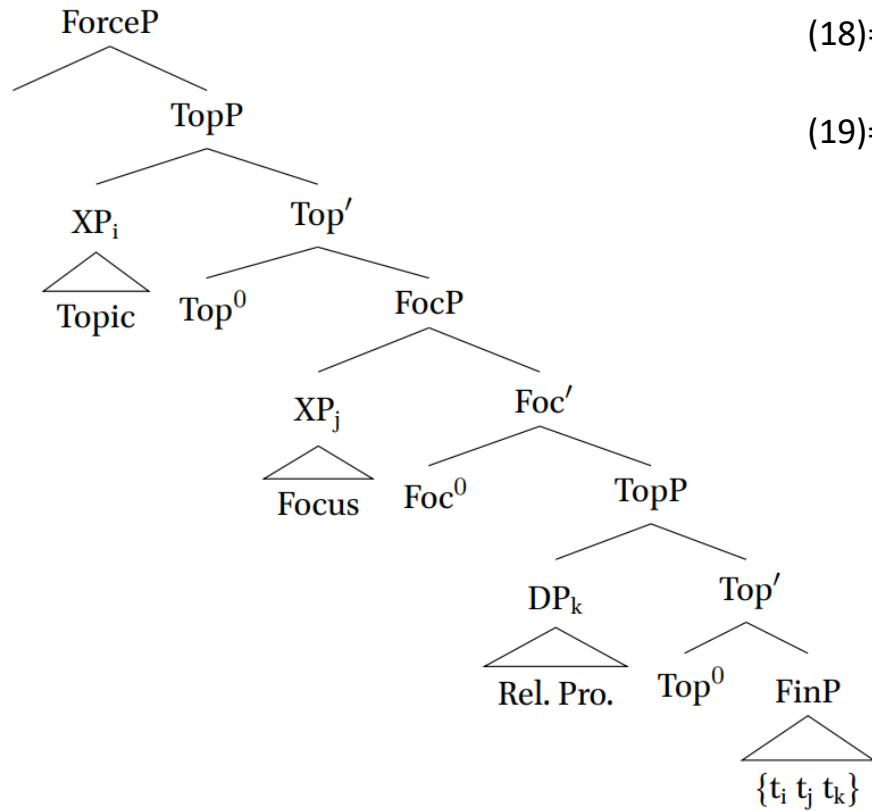 ForceP
(18)=
TopP
(19)=
XPᵢ
Top′
Topic
Top⁰
FocP
XPⱼ
Foc′
Focus
Foc⁰
TopP
DPₖ
Top′
Rel. Pro.
Top⁰
FinP
{tᵢ tⱼ tₖ}